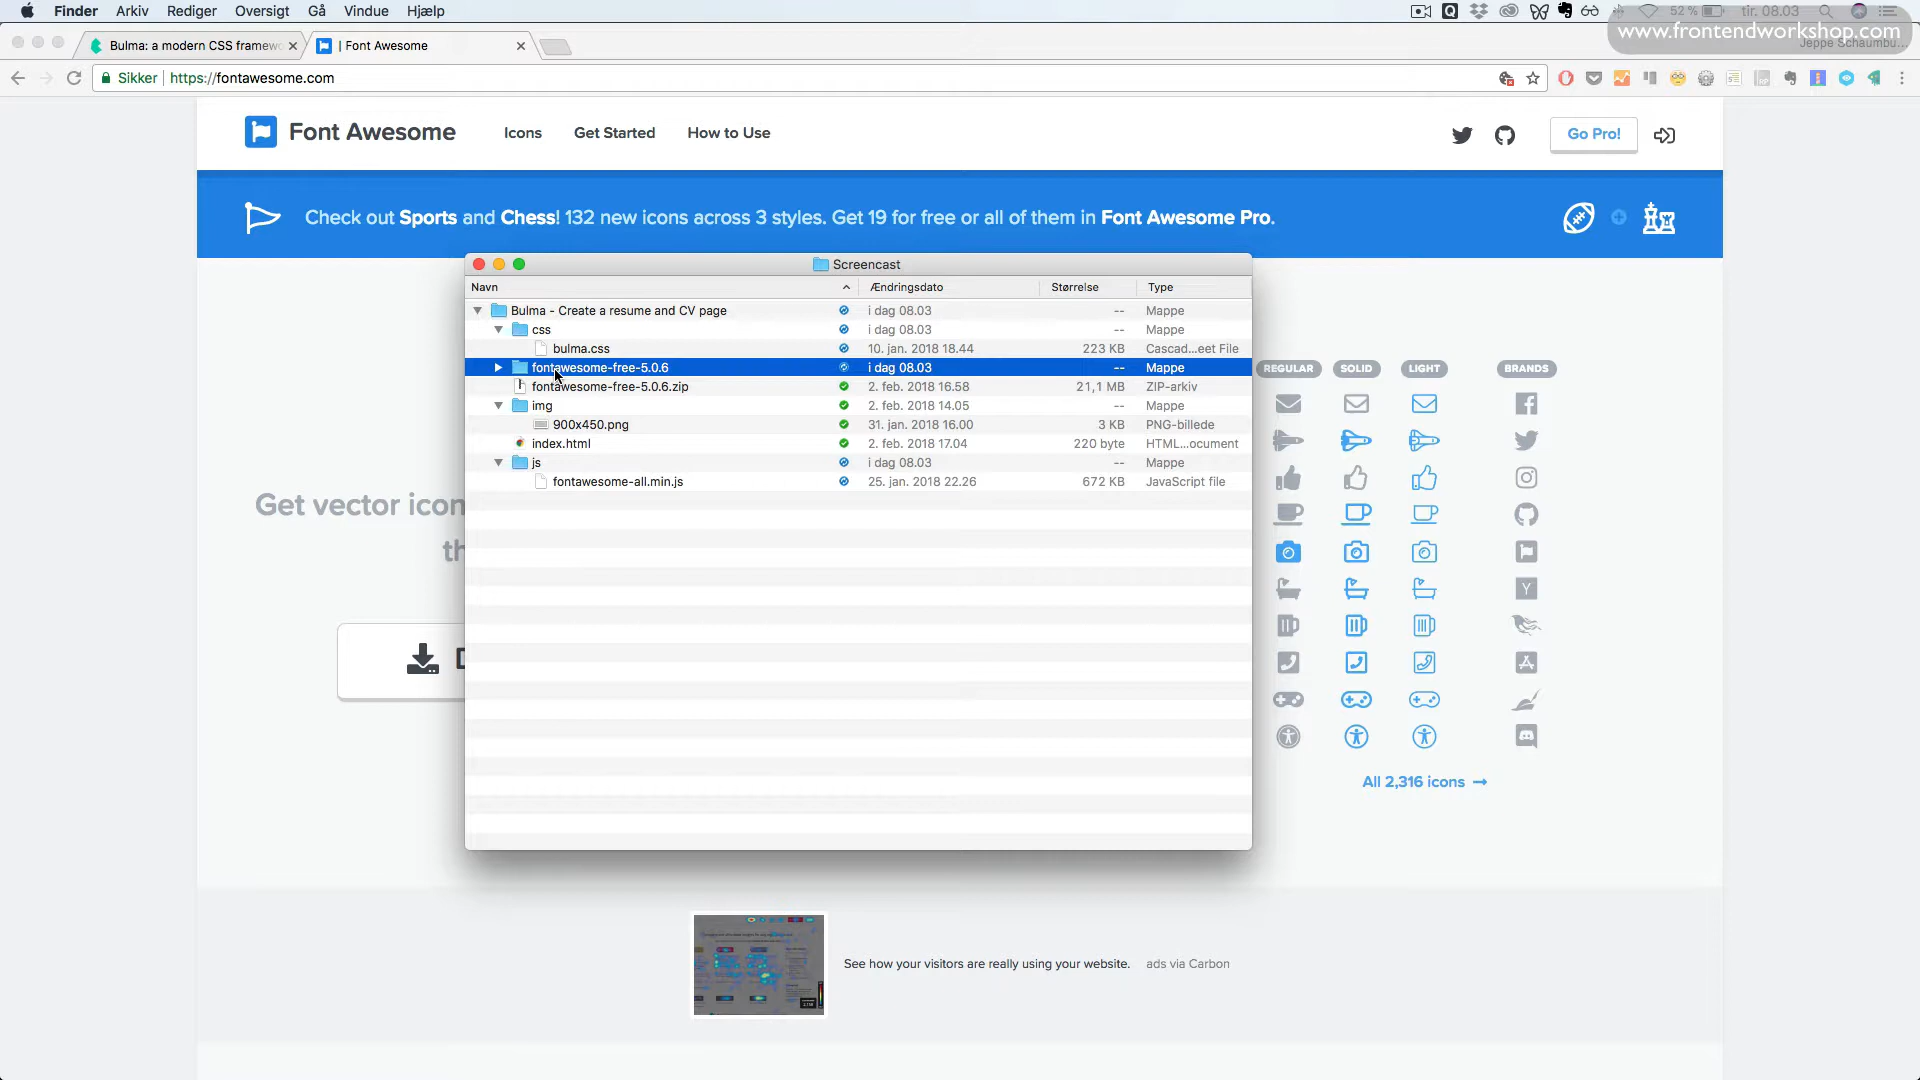 Finder Arkiv Rediger Oversigt Gå Vindue Hjælp 52 % tir. 08.03
www.frontendworkshop.com
Bulma: a modern CSS framew | Font Awesome Jeppe Schaumbu...
Sikker https://fontawesome.com
Font Awesome Icons Get Started How to Use Go Pro!
Check out Sports and Chess! 132 new icons across 3 styles. Get 19 for free or all of them in Font Awesome Pro.
Screencast
Navn Ændringsdato Størrelse Type
Bulma - Create a resume and CV page i dag 08.03 -- Mappe
css i dag 08.03 -- Mappe
bulma.css 10. jan. 2018 18.44 223 KB Cascad...eet File
fontawesome-free-5.0.6 i dag 08.03 -- Mappe
fontawesome-free-5.0.6.zip 2. feb. 2018 16.58 21,1 MB ZIP-arkiv
img 2. feb. 2018 14.05 -- Mappe
900x450.png 31. jan. 2018 16.00 3 KB PNG-billede
index.html 2. feb. 2018 17.04 220 byte HTML...ocument
js i dag 08.03 -- Mappe
fontawesome-all.min.js 25. jan. 2018 22.26 672 KB JavaScript file
REGULAR SOLID LIGHT BRANDS
Get vector icon
th
D
All 2,316 icons →
See how your visitors are really using your website. ads via Carbon